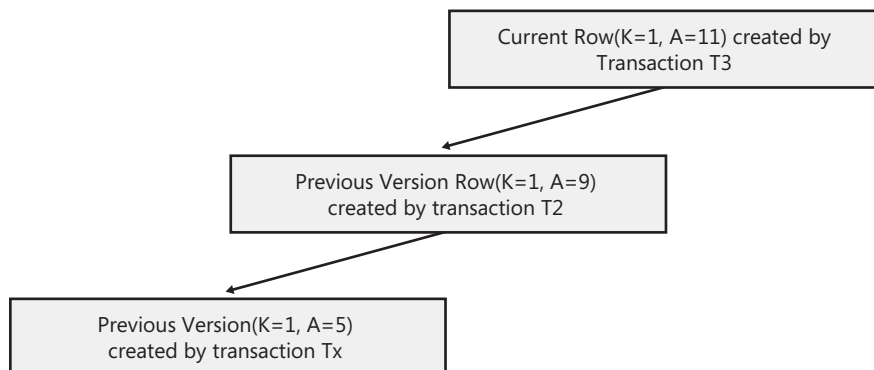 Current Row(K=1, A=11) created by
Transaction T3
Previous Version Row(K=1, A=9)
created by transaction T2
Previous Version(K=1, A=5)
created by transaction Tx